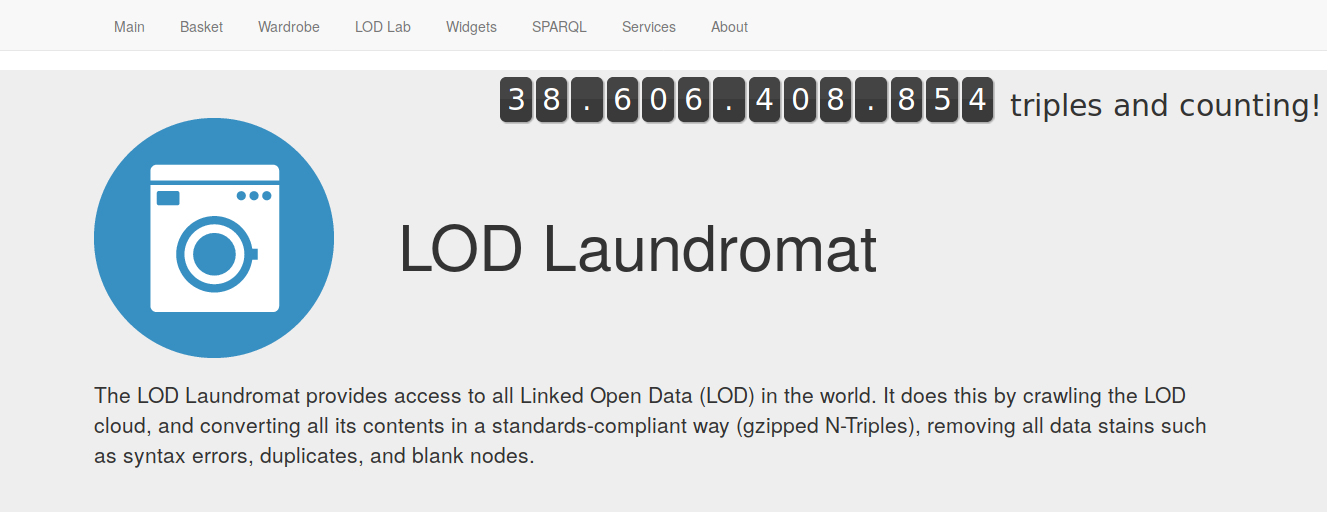 Main Basket Wardrobe LOD Lab Widgets SPARQL Services About
38.606.408.854 triples and counting!
LOD Laundromat
The LOD Laundromat provides access to all Linked Open Data (LOD) in the world. It does this by crawling the LOD
cloud, and converting all its contents in a standards-compliant way (gzipped N-Triples), removing all data stains such
as syntax errors, duplicates, and blank nodes.